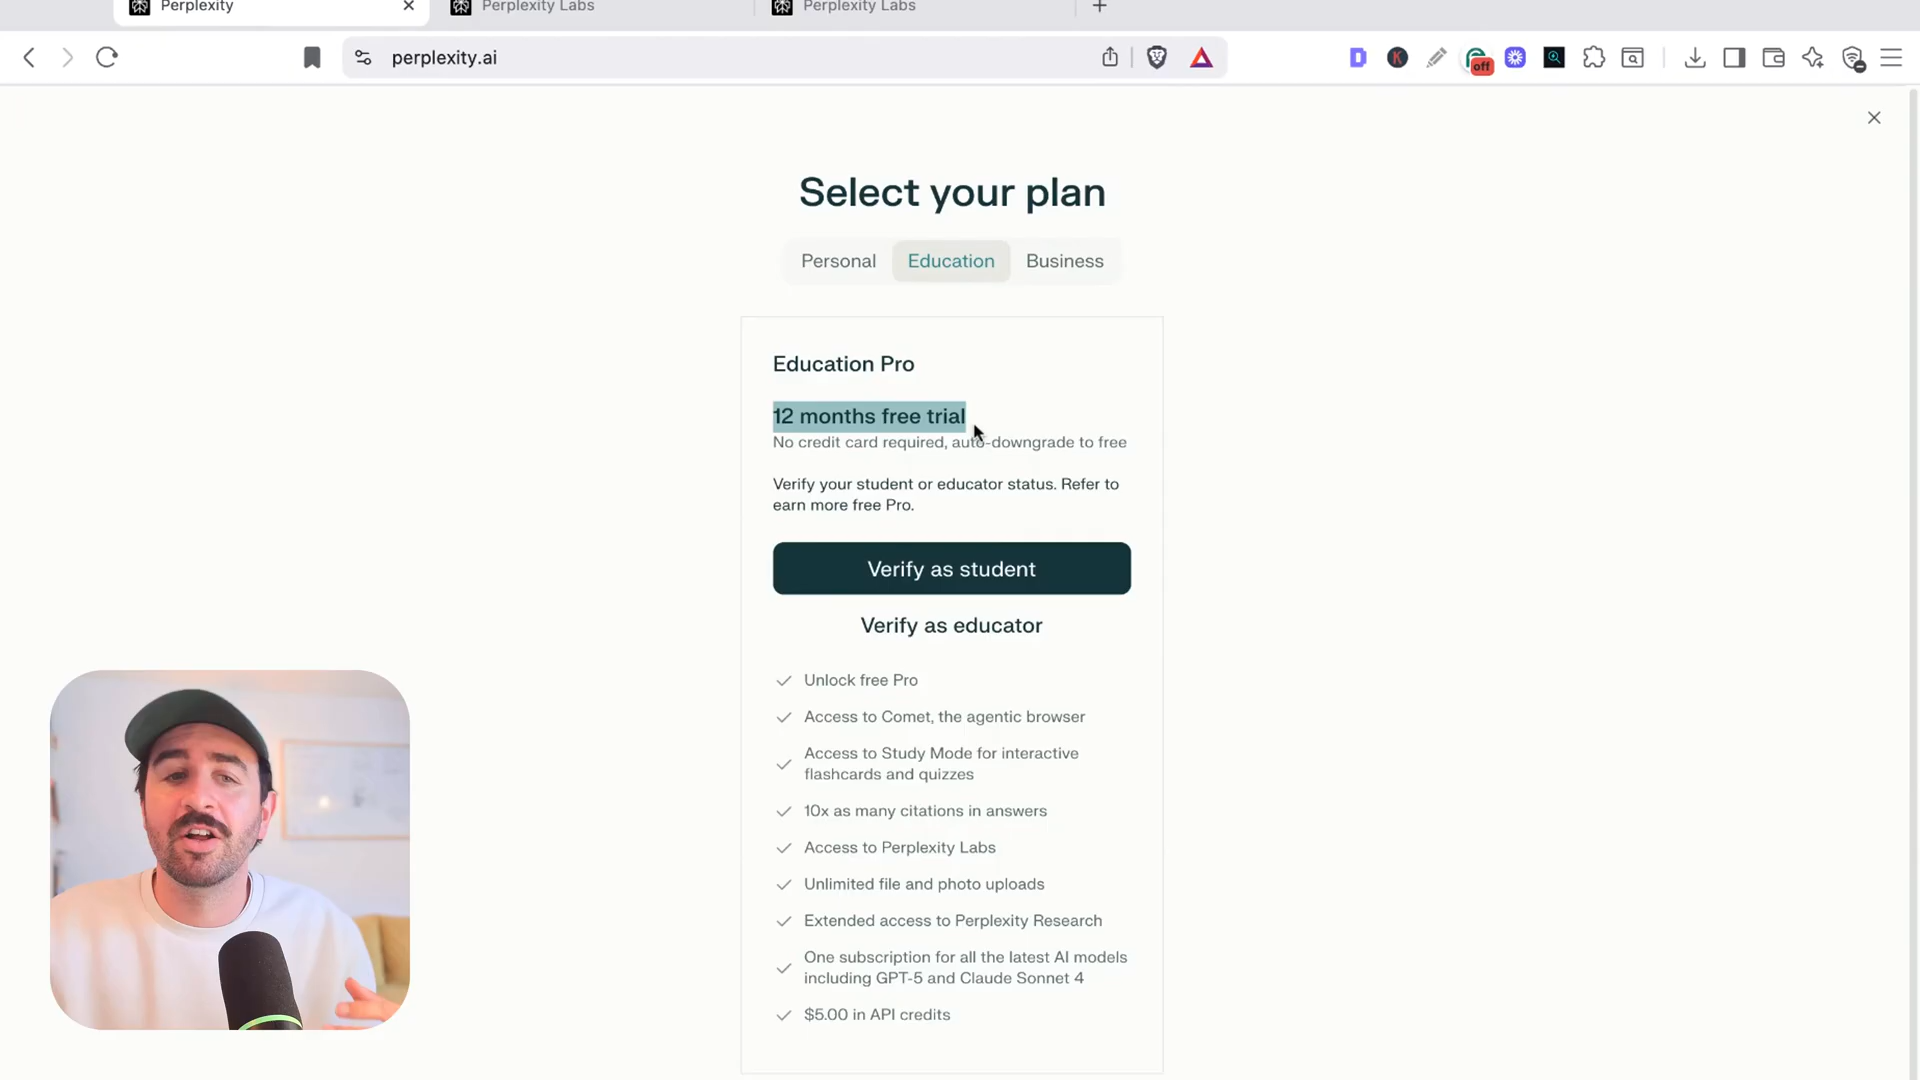 Perplexity
Perplexity Labs
Perplexity Labs
perplexity.ai
D
K
off
Select your plan
Personal
Education
Business
Education Pro
12 months free trial
No credit card required, auto-downgrade to free
Verify your student or educator status. Refer to
earn more free Pro.
Verify as student
Verify as educator
Unlock free Pro
Access to Comet, the agentic browser
Access to Study Mode for interactive
flashcards and quizzes
10x as many citations in answers
Access to Perplexity Labs
Unlimited file and photo uploads
Extended access to Perplexity Research
One subscription for all the latest AI models
including GPT-5 and Claude Sonnet 4
$5.00 in API credits